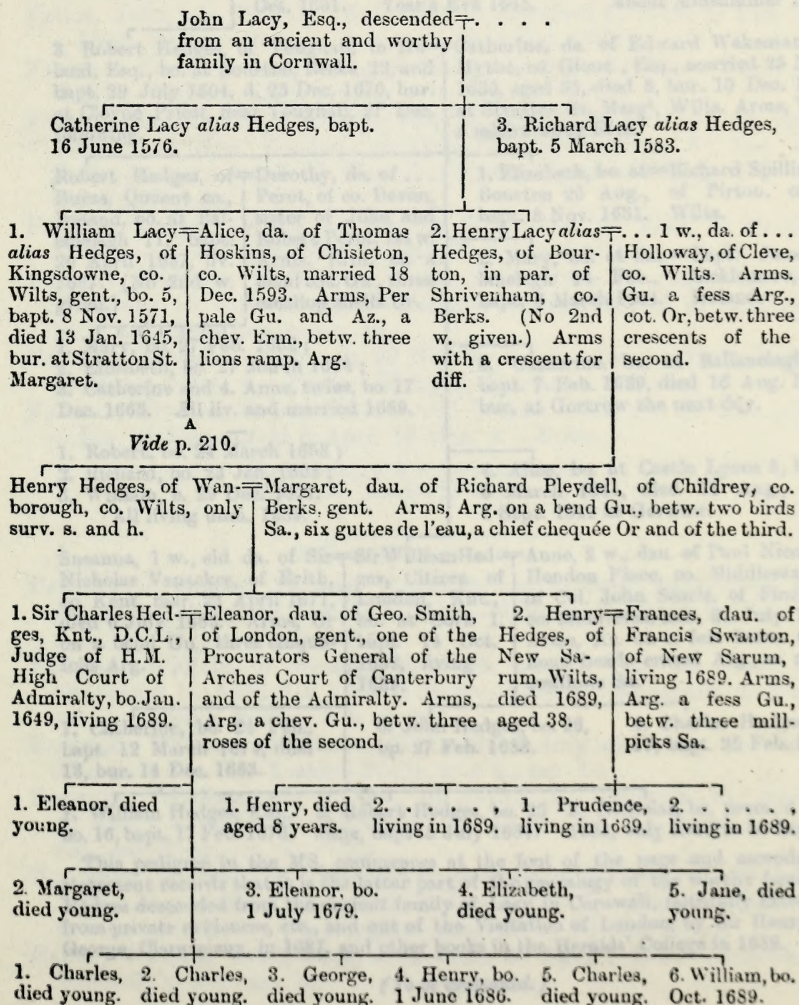 John Lacy, Esq., descended . . . .
from an ancient and worthy
family in Cornwall.
Catherine Lacy alias Hedges, bapt.
16 June 1576.
3. Richard Lacy alias Hedges,
bapt. 5 March 1583.
1. William Lacy
alias Hedges, of
Kingsdowne, co.
Wilts, gent., bo. 5,
bapt. 8 Nov. 1571,
died 13 Jan. 1645,
bur. at Stratton St.
Margaret.
Alice, da. of Thomas
Hoskins, of Chisleton,
co. Wilts, married 18
Dec. 1593. Arms, Per
pale Gu. and Az., a
chev. Erm., betw. three
lions ramp. Arg.
A
Vide p. 210.
2. Henry Lacy alias
Hedges, of Bour-
ton, in par. of
Shrivenham, co.
Berks. (No 2nd
w. given.) Arms
with a crescent for
diff.
. . . 1 w., da. of . . .
Holloway, of Cleve,
co. Wilts. Arms.
Gu. a fess Arg.,
cot. Or, betw. three
crescents of the
second.
Henry Hedges, of Wan-
borough, co. Wilts, only
surv. s. and h.
Margaret, dau. of Richard Pleydell, of Childrey, co.
Berks. gent. Arms, Arg. on a bend Gu., betw. two birds
Sa., six guttes de l'eau, a chief chequée Or and of the third.
1. Sir Charles Hed-
ges, Knt., D.C.L.,
Judge of H.M.
High Court of
Admiralty, bo. Jan.
1649, living 1689.
Eleanor, dau. of Geo. Smith,
of London, gent., one of the
Procurators General of the
Arches Court of Canterbury
and of the Admiralty. Arms,
Arg. a chev. Gu., betw. three
roses of the second.
2. Henry
Hedges, of
New Sa-
rum, Wilts,
died 1689,
aged 38.
Frances, dau. of
Francis Swanton,
of New Sarum,
living 1689. Arms,
Arg. a fess Gu.,
betw. three mill-
picks Sa.
1. Eleanor, died
young.
1. Henry, died
aged 8 years.
2. . . . . . ,
living in 1689.
1. Prudence,
living in 1689.
2. . . . . . ,
living in 1689.
2. Margaret,
died young.
3. Eleanor, bo.
1 July 1679.
4. Elizabeth,
died young.
5. Jane, died
young.
1. Charles,
died young.
2. Charles,
died young.
3. George,
died young.
4. Henry, bo.
1 June 1686.
5. Charles,
died young.
6. William, bo.
Oct. 1689.